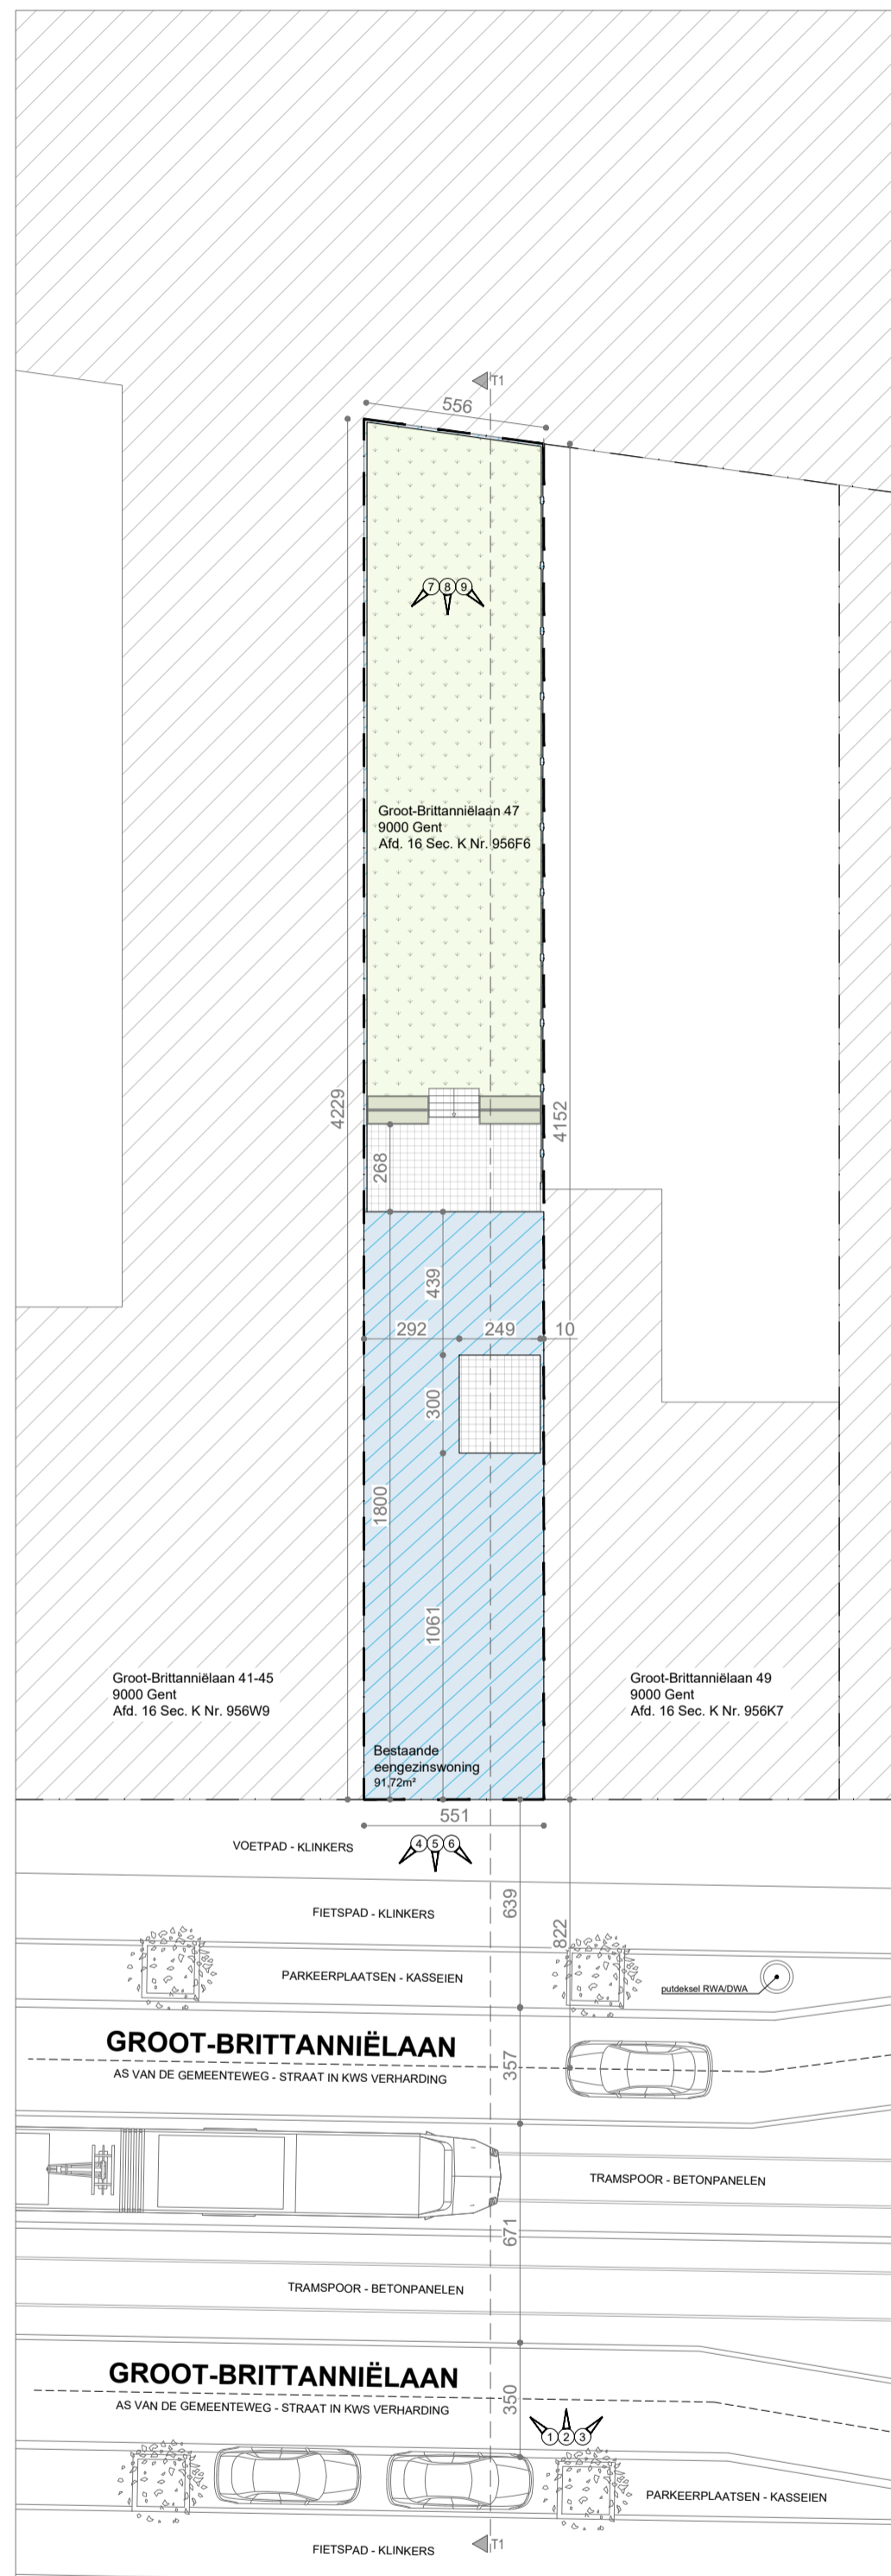 T1
556
7 8 9
Groot-Brittanniëlaan 47
9000 Gent
Afd. 16 Sec. K Nr. 956F6
4229
4152
268
439
292 249 10
300
1800
1061
Groot-Brittanniëlaan 41-45
9000 Gent
Afd. 16 Sec. K Nr. 956W9
Groot-Brittanniëlaan 49
9000 Gent
Afd. 16 Sec. K Nr. 956K7
Bestaande
eengezinswoning
91,72m²
551
VOETPAD - KLINKERS
4 5 6
639
FIETSPAD - KLINKERS
822
PARKEERPLAATSEN - KASSEIEN
putdeksel RWA/DWA
GROOT-BRITTANNIËLAAN
357
AS VAN DE GEMEENTEWEG - STRAAT IN KWS VERHARDING
TRAMSPOOR - BETONPANELEN
671
TRAMSPOOR - BETONPANELEN
GROOT-BRITTANNIËLAAN
350
AS VAN DE GEMEENTEWEG - STRAAT IN KWS VERHARDING
1 2 3
PARKEERPLAATSEN - KASSEIEN
T1
FIETSPAD - KLINKERS